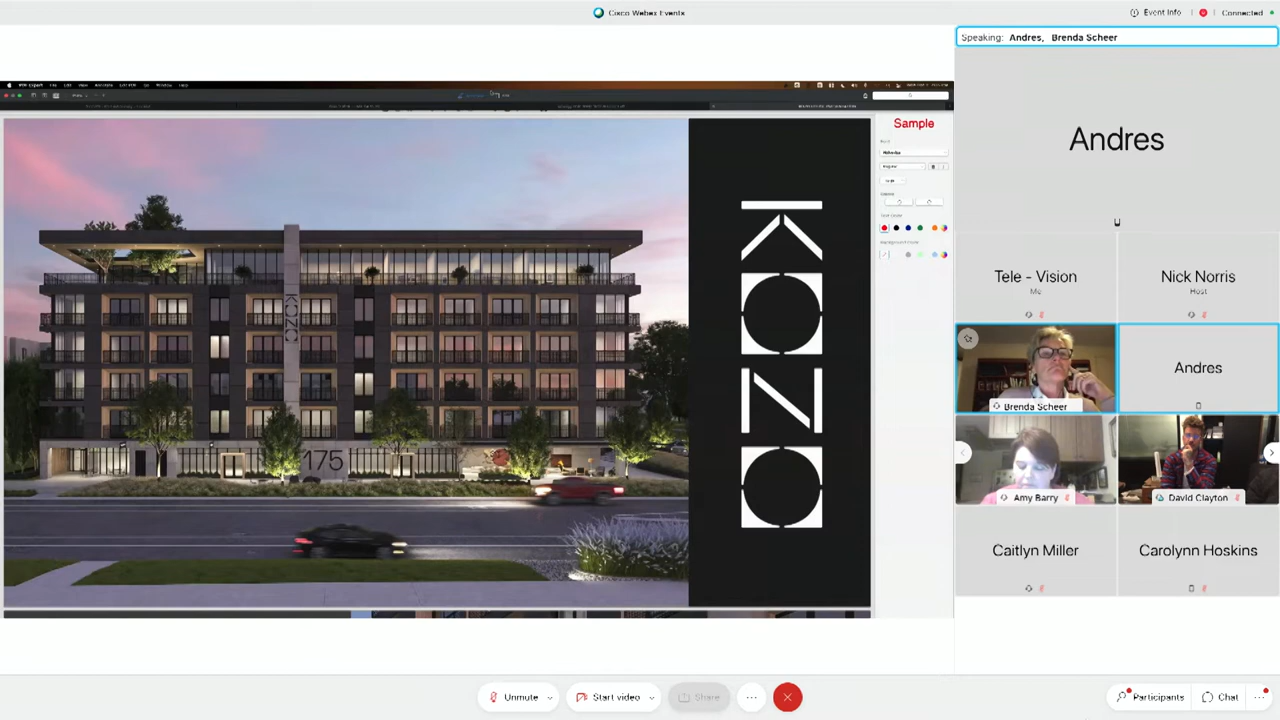 Cisco Webex Events
Event Info
Connected
Speaking: Andres, Brenda Scheer
Andres
Tele - Vision
Me
Nick Norris
Host
Brenda Scheer
Andres
Amy Barry
David Clayton
Caitlyn Miller
Carolynn Hoskins
Sample
KOZO
KOZO
175
Unmute
Start video
Share
Participants
Chat